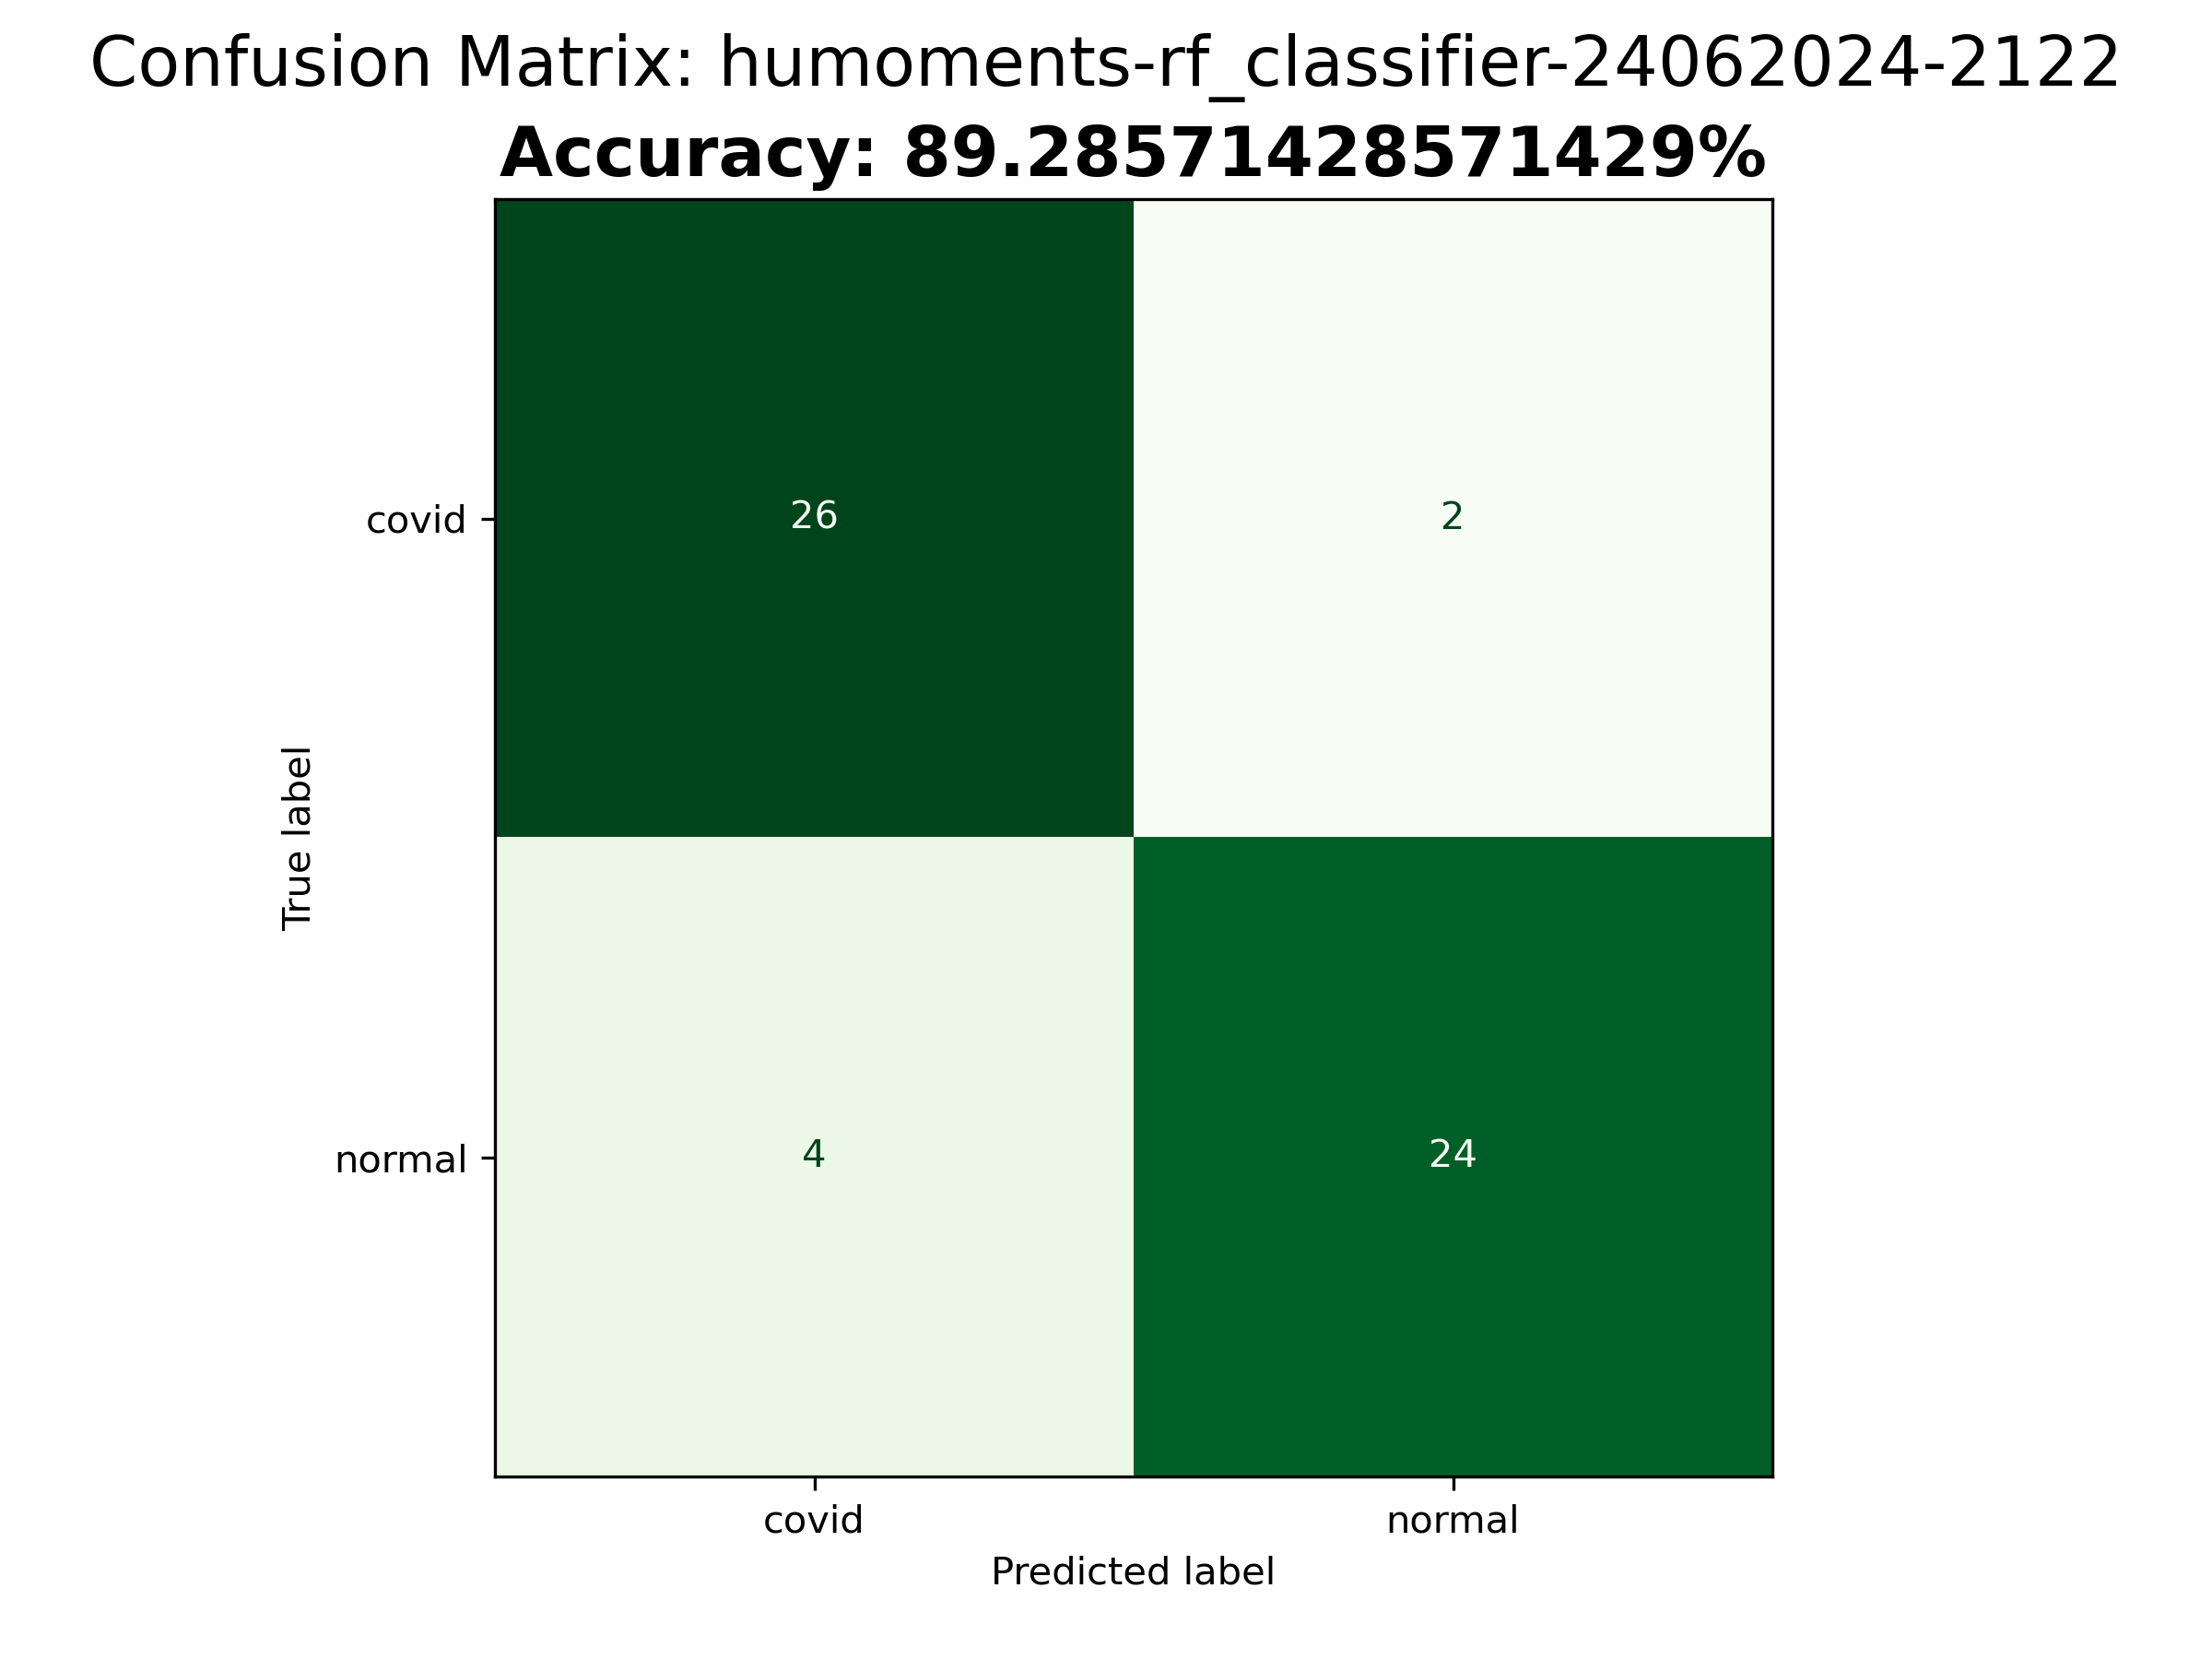 Confusion Matrix: humoments-rf_classifier-24062024-2122
Accuracy: 89.28571428571429%
covid
26
2
True label
normal
4
24
covid
normal
Predicted label